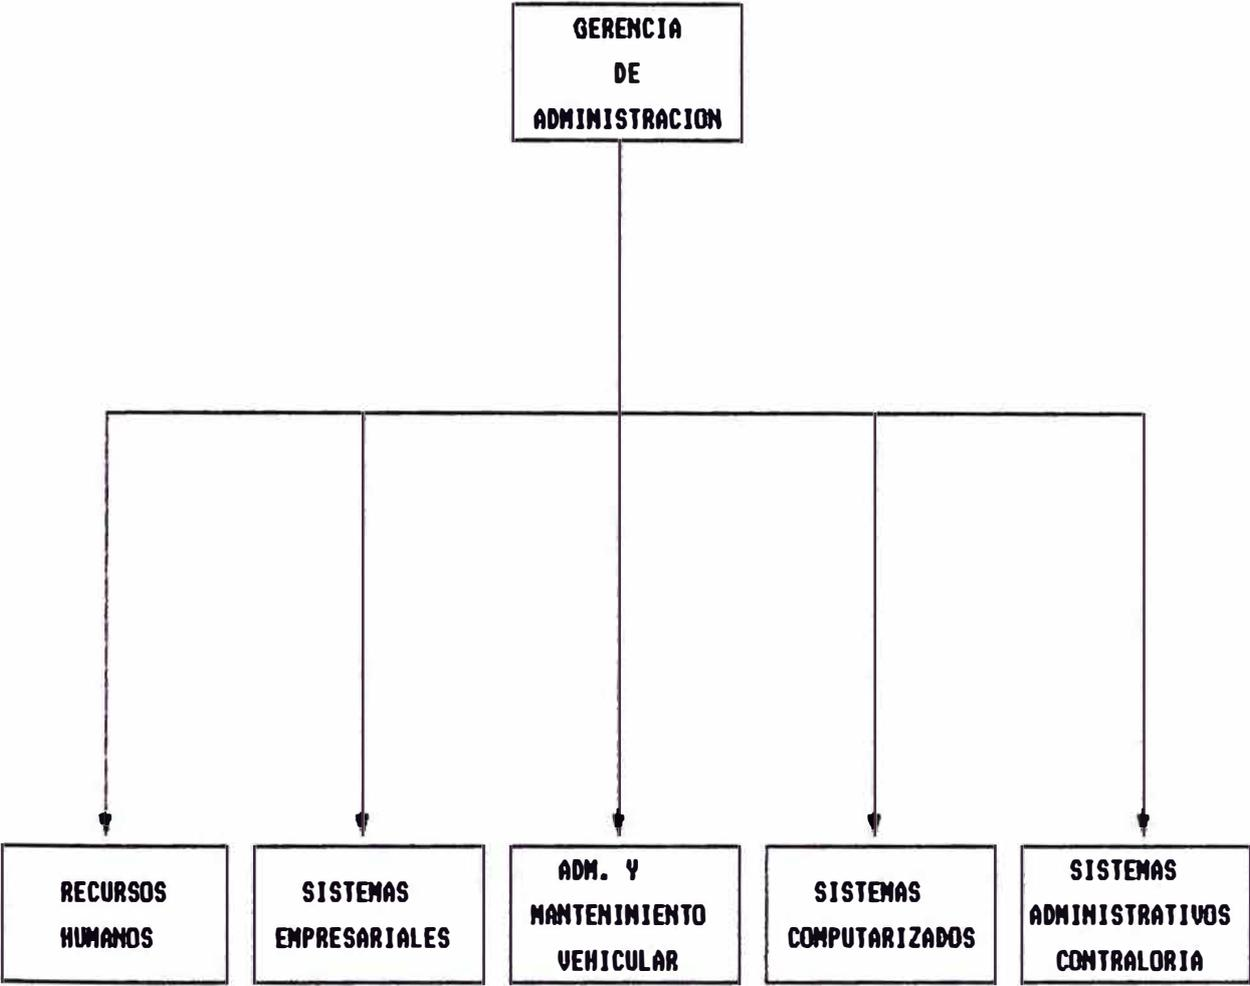 GERENCIA
DE
ADMINISTRACION
RECURSOS
HUMANOS
SISTEMAS
EMPRESARIALES
ADM. Y
MANTENIMIENTO
VEHICULAR
SISTEMAS
COMPUTARIZADOS
SISTEMAS
ADMINISTRATIVOS
CONTRALORIA